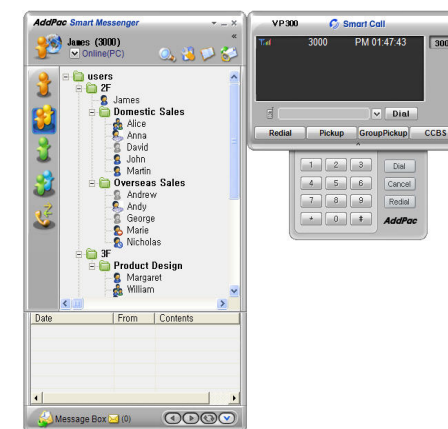 AddPac Smart Messenger
James (3000)
Online(PC)
users
2F
James
Domestic Sales
Alice
Anna
David
John
Martin
Overseas Sales
Andrew
Andy
George
Marie
Nicholas
3F
Product Design
Margaret
William
Date From Contents
Message Box (0)
VP300 Smart Call
3000 PM 01:47:43
300
Dial
Redial Pickup GroupPickup CCBS
1 2 3 Dial
4 5 6 Cancel
7 8 9 Redial
* 0 # AddPac